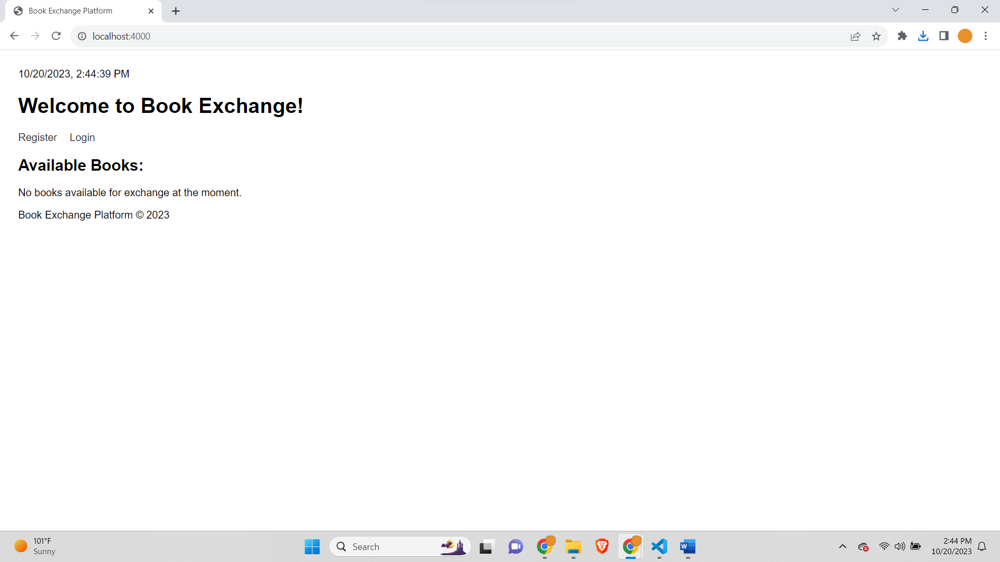 Book Exchange Platform
localhost:4000
10/20/2023, 2:44:39 PM
Welcome to Book Exchange!
Register Login
Available Books:
No books available for exchange at the moment.
Book Exchange Platform © 2023
101°F
Sunny
Search
W
2:44 PM
10/20/2023